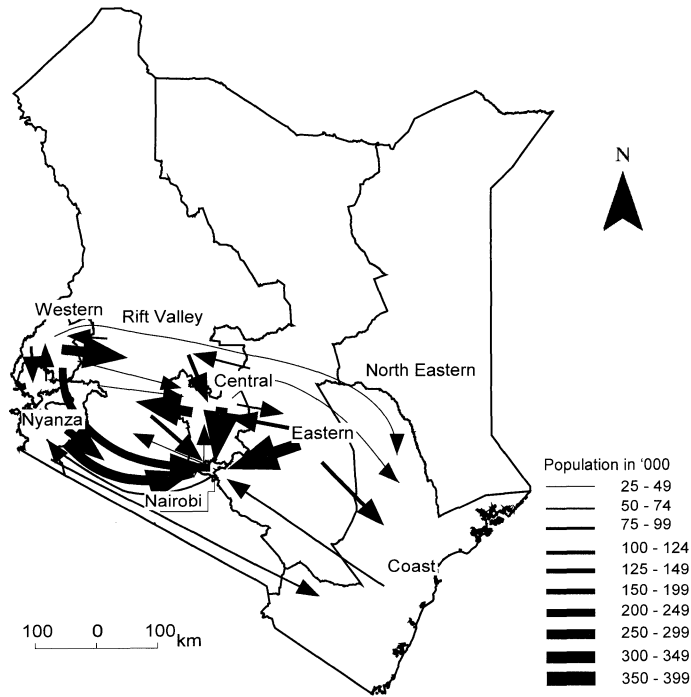 N
Western
Rift Valley
North Eastern
Central
Nyanza
Eastern
Nairobi
Coast
Population in '000
25 - 49
50 - 74
75 - 99
100 - 124
125 - 149
150 - 199
200 - 249
250 - 299
300 - 349
350 - 399
100 0 100 km